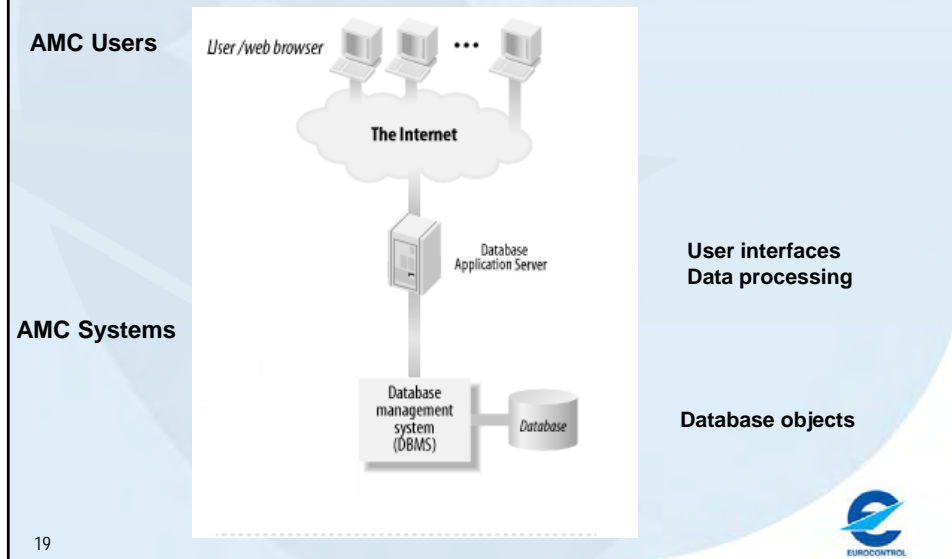 AMC Users
User/web browser
The Internet
Database
Application Server
User interfaces
Data processing
AMC Systems
Database
management
system
(DBMS)
Database
Database objects
19
EUROCONTROL